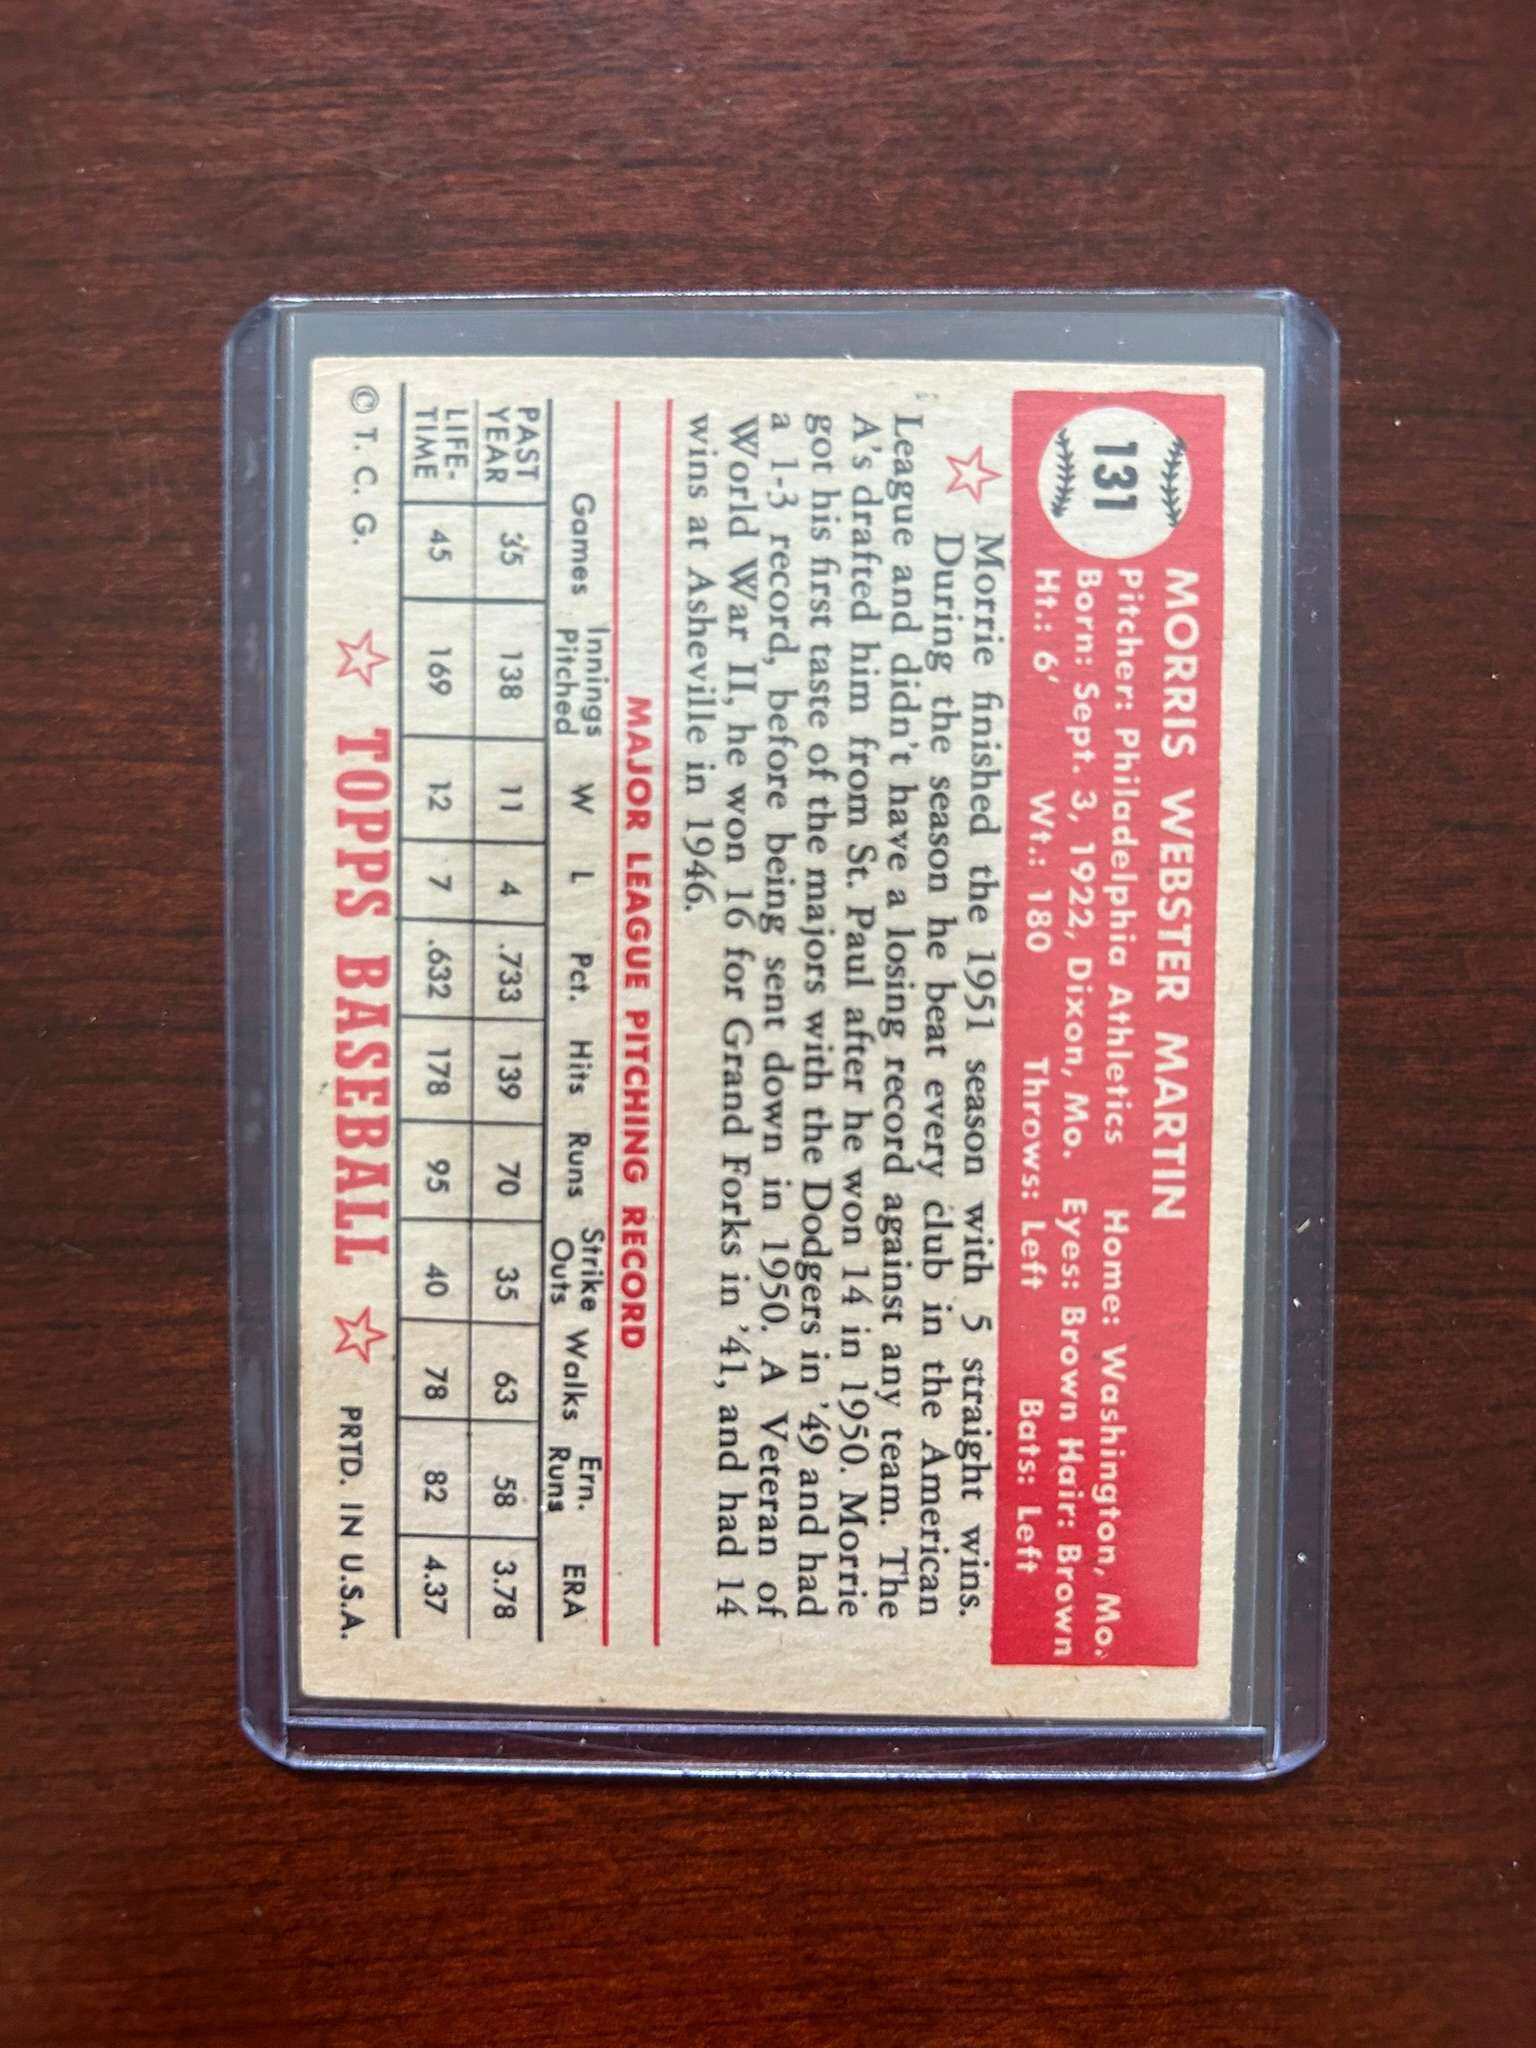 131
MORRIS WEBSTER MARTIN
Pitcher: Philadelphia Athletics Home: Washington, Mo.
Born: Sept. 3, 1922, Dixon, Mo. Eyes: Brown Hair: Brown
Ht.: 6' Wt.: 180 Throws: Left Bats: Left
Morrie finished the 1951 season with 5 straight wins.
During the season he beat every club in the American
League and didn't have a losing record against any team. The
A's drafted him from St. Paul after he won 14 in 1950. Morrie
got his first taste of the majors with the Dodgers in '49 and had
a 1-3 record, before being sent down in 1950. A Veteran of
World War II, he won 16 for Grand Forks in '41, and had 14
wins at Asheville in 1946.
MAJOR LEAGUE PITCHING RECORD
Games Innings Pitched W L Pct. Hits Runs Strike Outs Walks Ern. Runs ERA
PAST YEAR 35 138 11 4 .733 139 70 35 63 58 3.78
LIFE-TIME 45 169 12 7 .632 178 95 40 78 82 4.37
© T. C. G. TOPPS BASEBALL PRTD. IN U.S.A.